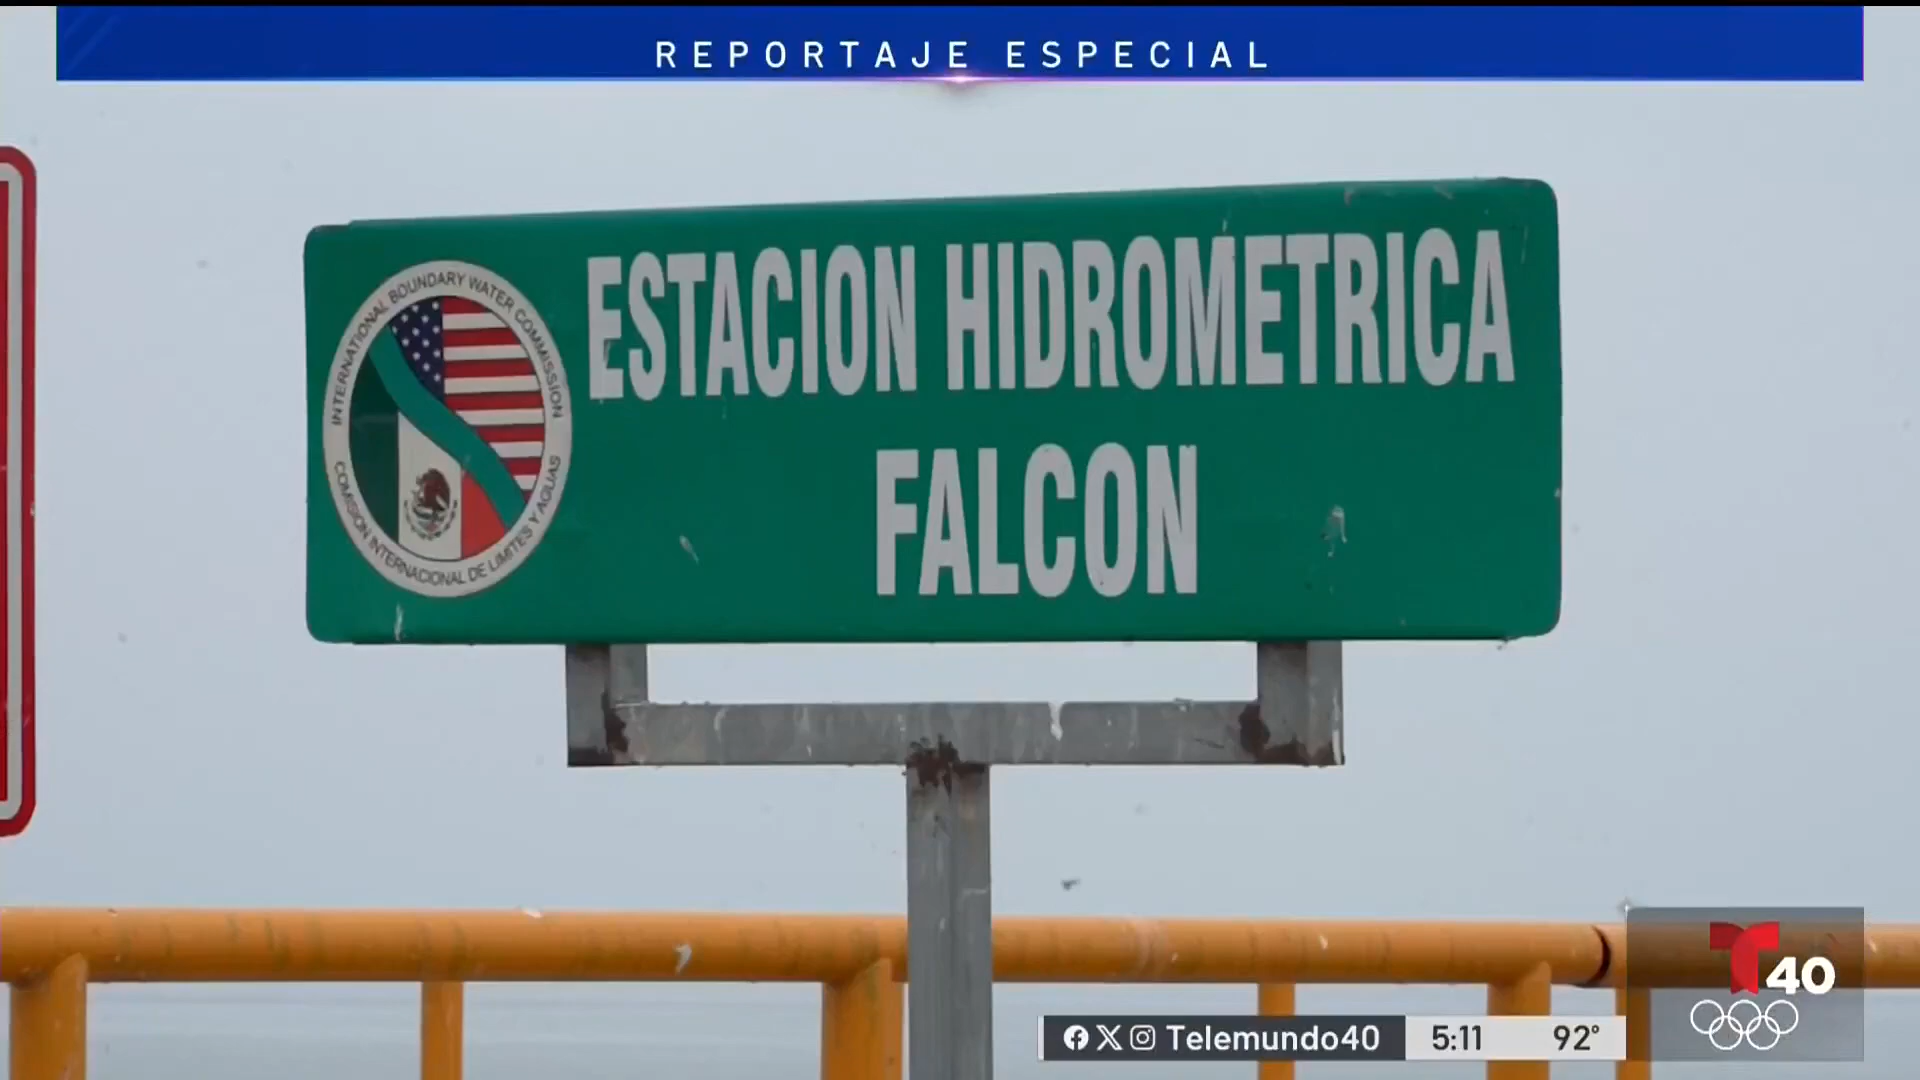 REPORTAJE ESPECIAL
ESTACION HIDROMETRICA
FALCON
INTERNATIONAL BOUNDARY WATER COMMISSION
COMISION INTERNACIONAL DE LIMITES Y AGUAS
40
Telemundo40 5:11 92°